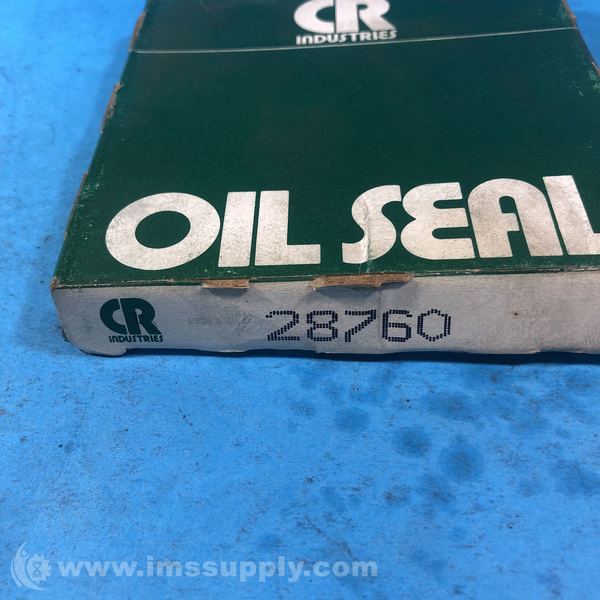 CR
INDUSTRIES
OIL SEAL
CR
INDUSTRIES
28760
www.imssupply.com